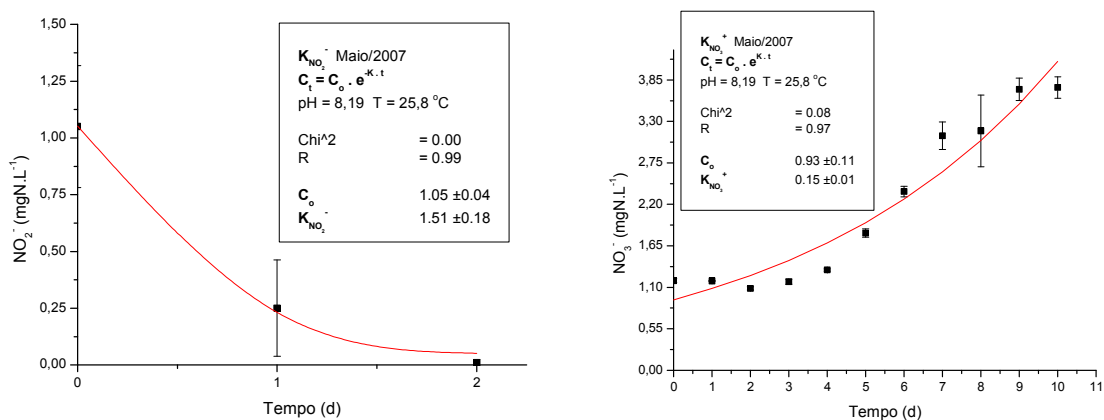 1,50
1,25
1,00
0,75
0,50
0,25
0,00
NO₂⁻ (mgN.L⁻¹)
0
1
2
Tempo (d)
K_NO₂⁻ Maio/2007
Cₜ = Cₒ . e⁻ᴷ·ᵗ
pH = 8,19 T = 25,8 °C
Chi^2 = 0.00
R = 0.99
Cₒ 1.05 ±0.04
K_NO₂⁻ 1.51 ±0.18
3,85
3,30
2,75
2,20
1,65
1,10
0,55
0,00
NO₃⁻ (mgN.L⁻¹)
0 1 2 3 4 5 6 7 8 9 10 11
Tempo (d)
K_NO₂⁺ Maio/2007
Cₜ = Cₒ . e⁻ᴷ·ᵗ
pH = 8,19 T = 25,8 °C
Chi^2 = 0.08
R = 0.97
Cₒ 0.93 ±0.11
K_NO₂⁺ 0.15 ±0.01